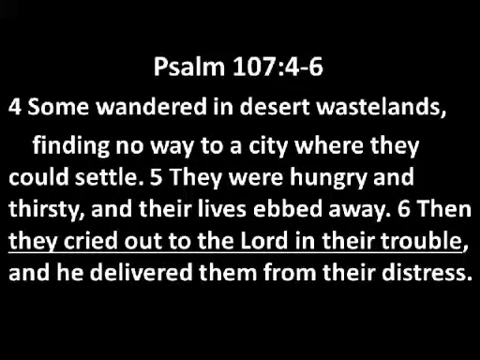 Psalm 107:4-6
4 Some wandered in desert wastelands,
finding no way to a city where they
could settle. 5 They were hungry and
thirsty, and their lives ebbed away. 6 Then
they cried out to the Lord in their trouble,
and he delivered them from their distress.